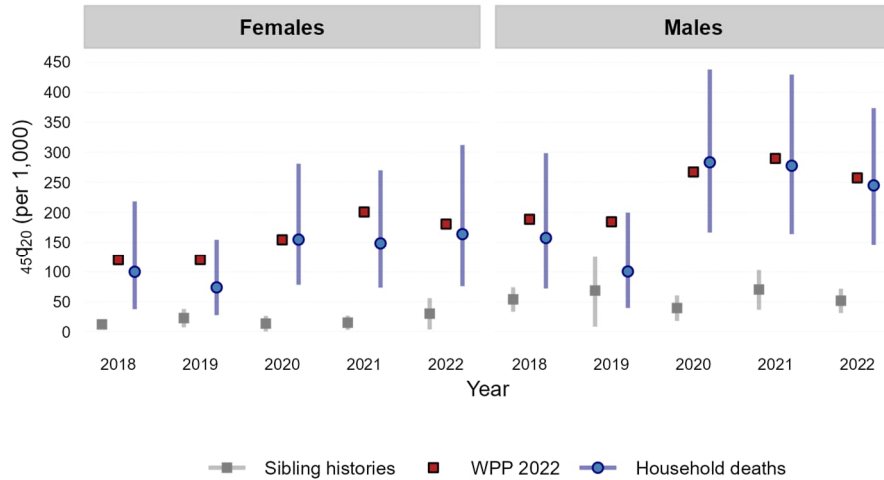 Females Males
450
400
350
300
250
200
150
100
50
0
45q20 (per 1,000)
2018 2019 2020 2021 2022 2018 2019 2020 2021 2022
Year
Sibling histories WPP 2022 Household deaths